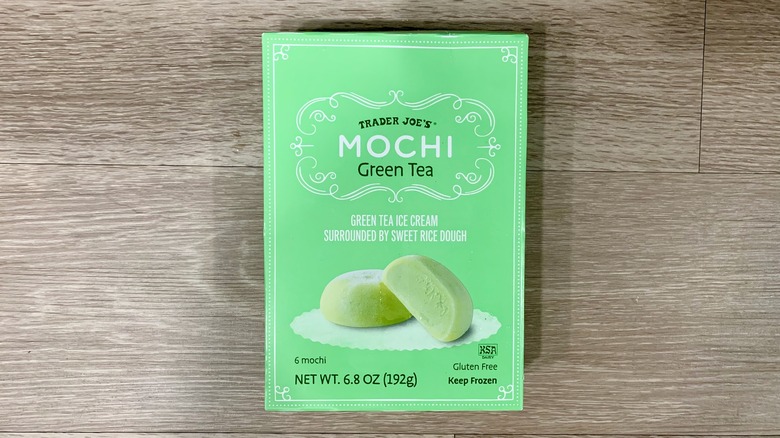 TRADER JOE'S®
MOCHI
Green Tea
GREEN TEA ICE CREAM
SURROUNDED BY SWEET RICE DOUGH
6 mochi
KSA
DAIRY
Gluten Free
NET WT. 6.8 OZ (192g)
Keep Frozen